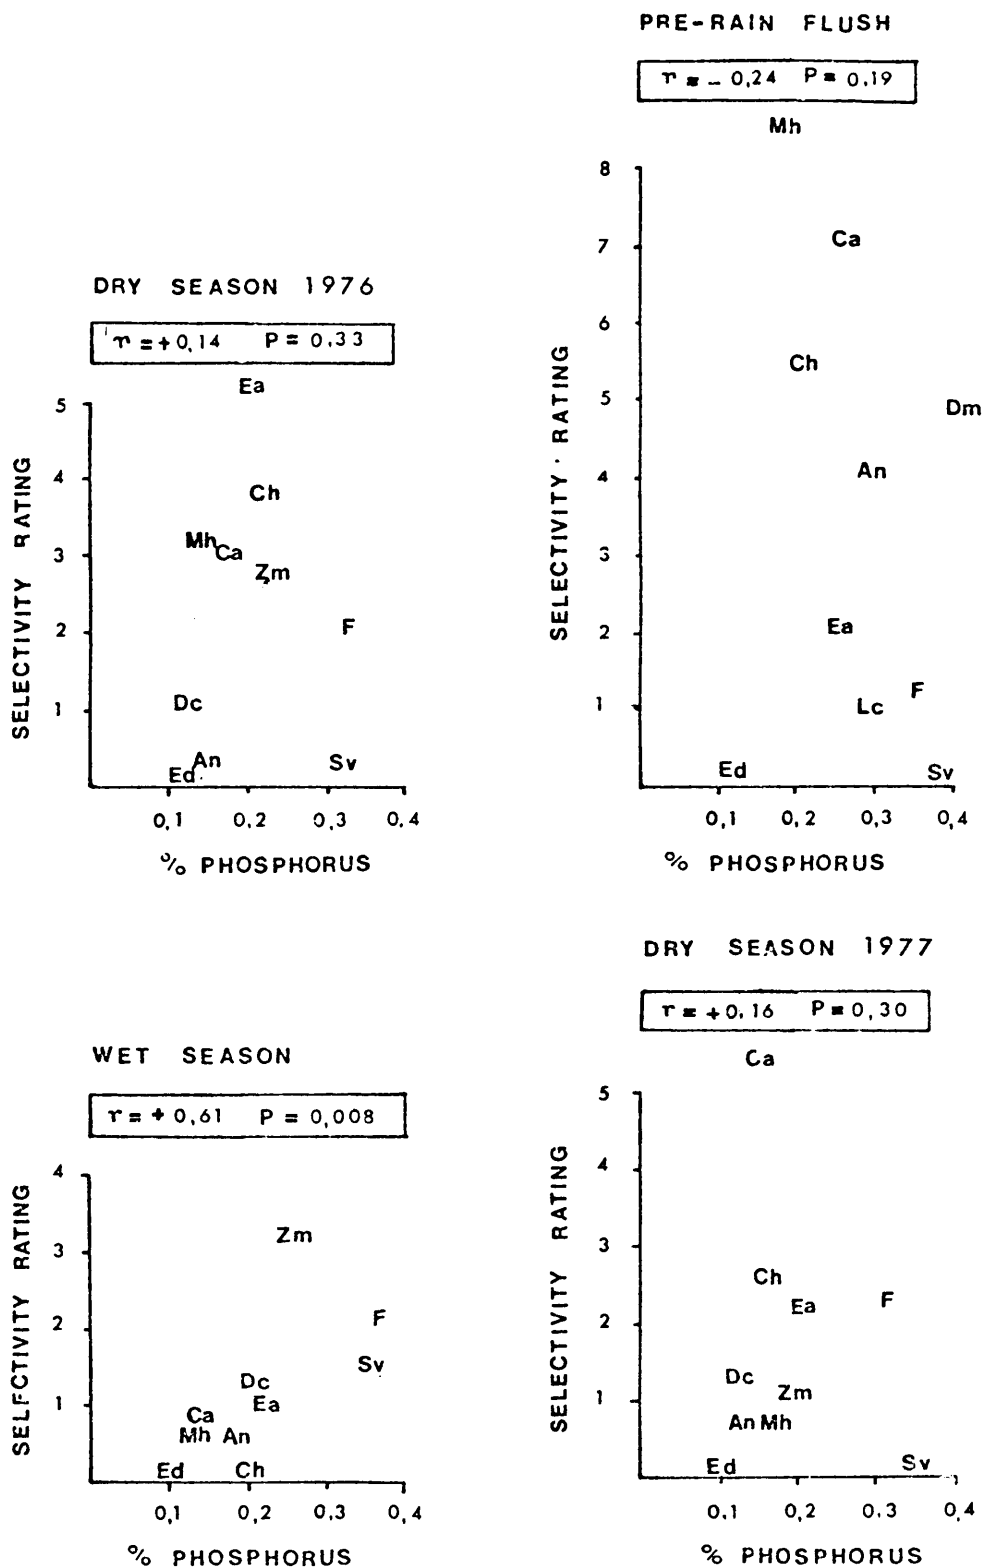 DRY SEASON 1976
r = +0,14 P = 0,33
Ea
5
Ch
4
Mh
Ca
3
Zm
F
2
Dc
1
An
Sv
Ed
0,1 0,2 0,3 0,4
SELECTIVITY RATING
% PHOSPHORUS
PRE-RAIN FLUSH
r = - 0,24 P = 0,19
Mh
8
Ca
7
6
Ch
5
Dm
An
4
3
Ea
2
F
Lc
1
Ed
Sv
0,1 0,2 0,3 0,4
SELECTIVITY · RATING
% PHOSPHORUS
WET SEASON
r = + 0,61 P = 0,008
4
Zm
3
F
2
Sv
Dc
Ea
1
Ca
Mh An
Ed Ch
0,1 0,2 0,3 0,4
SELECTIVITY RATING
% PHOSPHORUS
DRY SEASON 1977
r = +0.16 P = 0,30
Ca
5
4
3
Ch
Ea F
2
Dc
Zm
1
An Mh
Ed Sv
0,1 0,2 0,3 0,4
SELECTIVITY RATING
% PHOSPHORUS